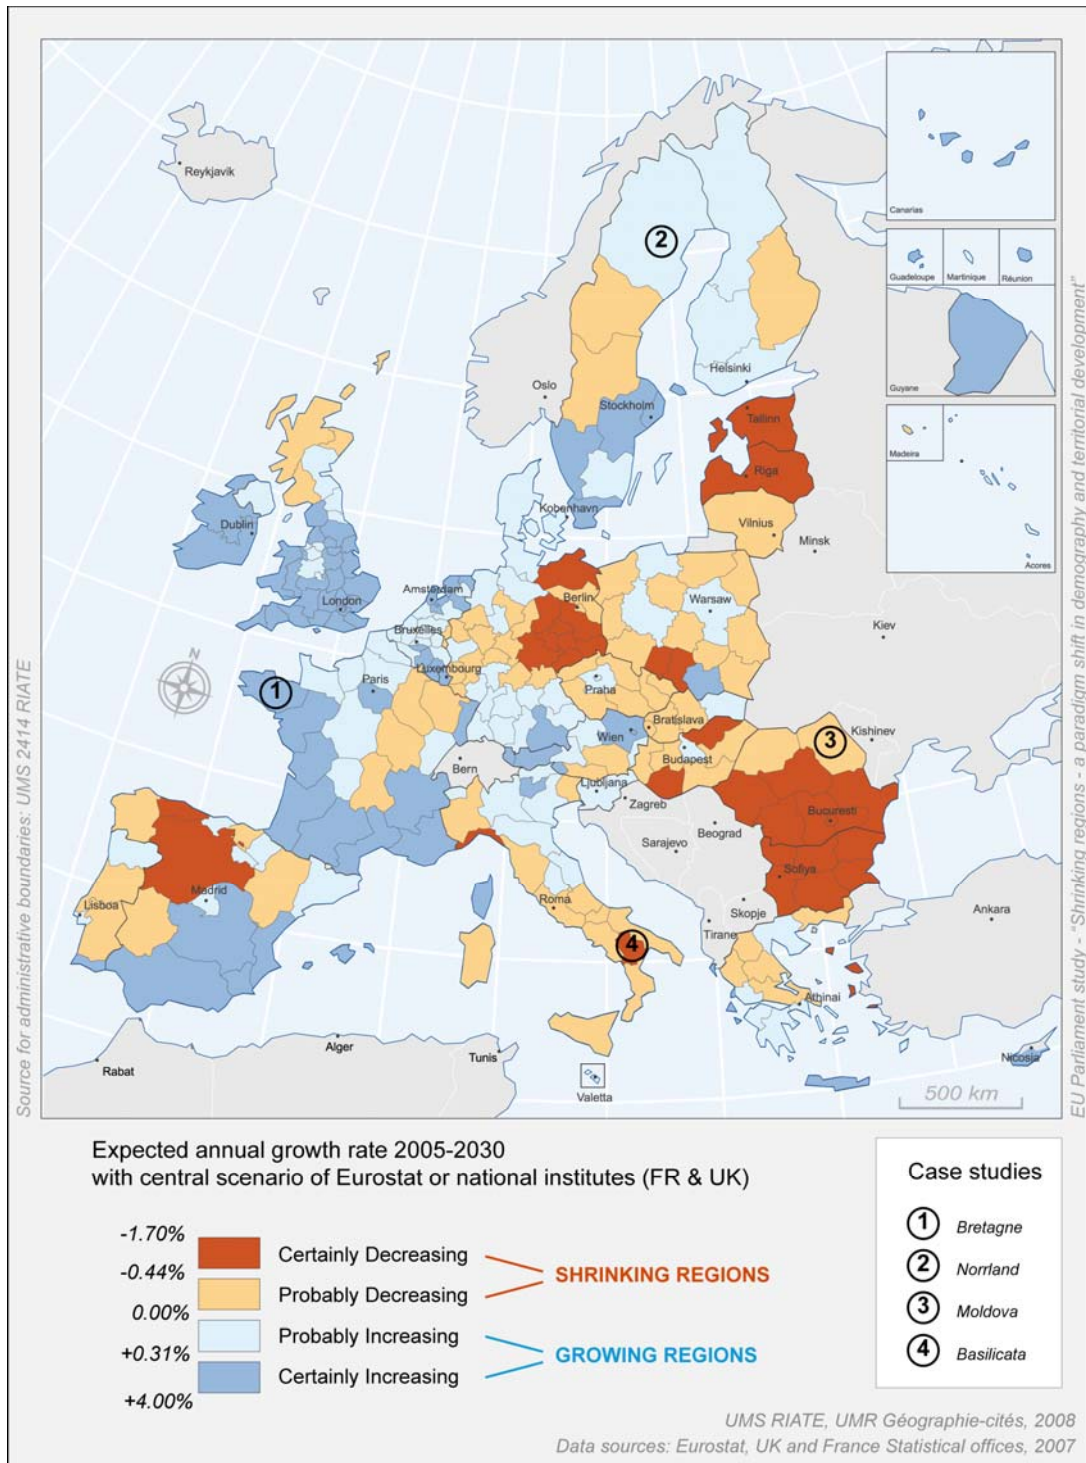 Reykjavik
Canarias
Guadeloupe
Martinique
Réunion
Guyane
Madeira
Acores
Oslo
Helsinki
Stockholm
Tallinn
Riga
Kobenhavn
Vilnius
Minsk
Dublin
London
Amsterdam
Berlin
Warsaw
Bruxelles
Kiev
Luxembourg
Paris
Praha
N
Bratislava
Wien
Kishinev
Budapest
Bern
Ljubljana
Zagreb
Bucuresti
Beograd
Sarajevo
Sofiya
Madrid
Lisboa
Roma
Skopje
Tirane
Ankara
Athinai
Alger
Tunis
Rabat
Valetta
Nicosia
500 km
1
2
3
4
Source for administrative boundaries: UMS 2414 RIATE
EU Parliament study - "Shrinking regions - a paradigm shift in demography and territorial development"
Expected annual growth rate 2005-2030
with central scenario of Eurostat or national institutes (FR & UK)
-1.70%
Certainly Decreasing
-0.44%
SHRINKING REGIONS
Probably Decreasing
0.00%
Probably Increasing
+0.31%
GROWING REGIONS
Certainly Increasing
+4.00%
Case studies
1 Bretagne
2 Norrland
3 Moldova
4 Basilicata
UMS RIATE, UMR Géographie-cités, 2008
Data sources: Eurostat, UK and France Statistical offices, 2007